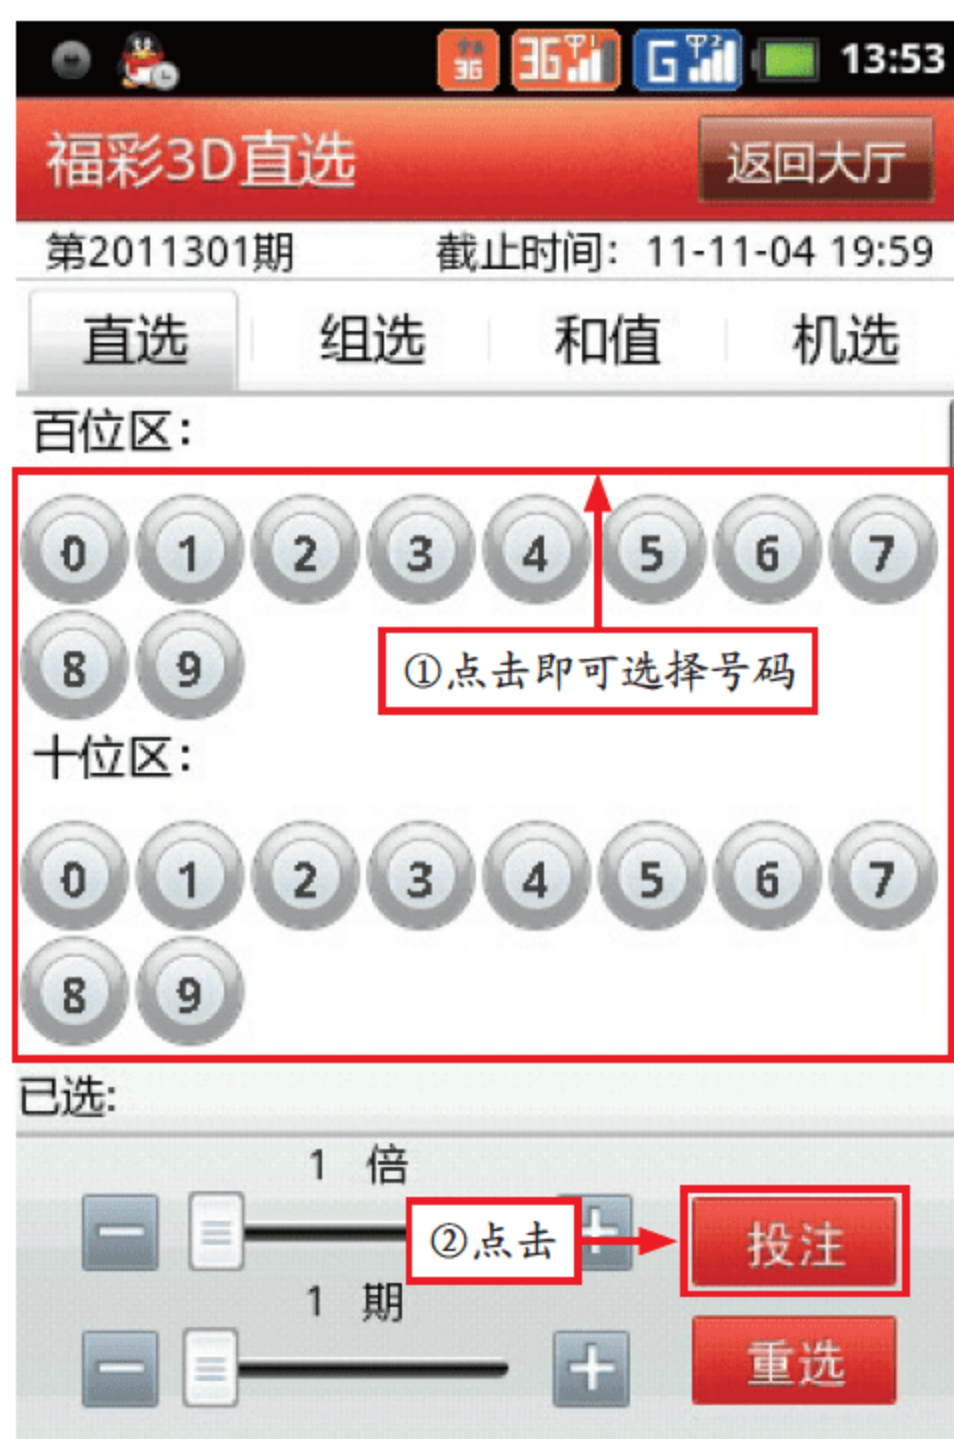 中国 3G 3G 1 G 2 13:53
福彩3D直选 返回大厅
第2011301期 截止时间：11-11-04 19:59
直选 组选 和值 机选
百位区：
0 1 2 3 4 5 6 7
8 9 ①点击即可选择号码
十位区：
0 1 2 3 4 5 6 7
8 9
已选:
1 倍
②点击 投注
1 期
重选